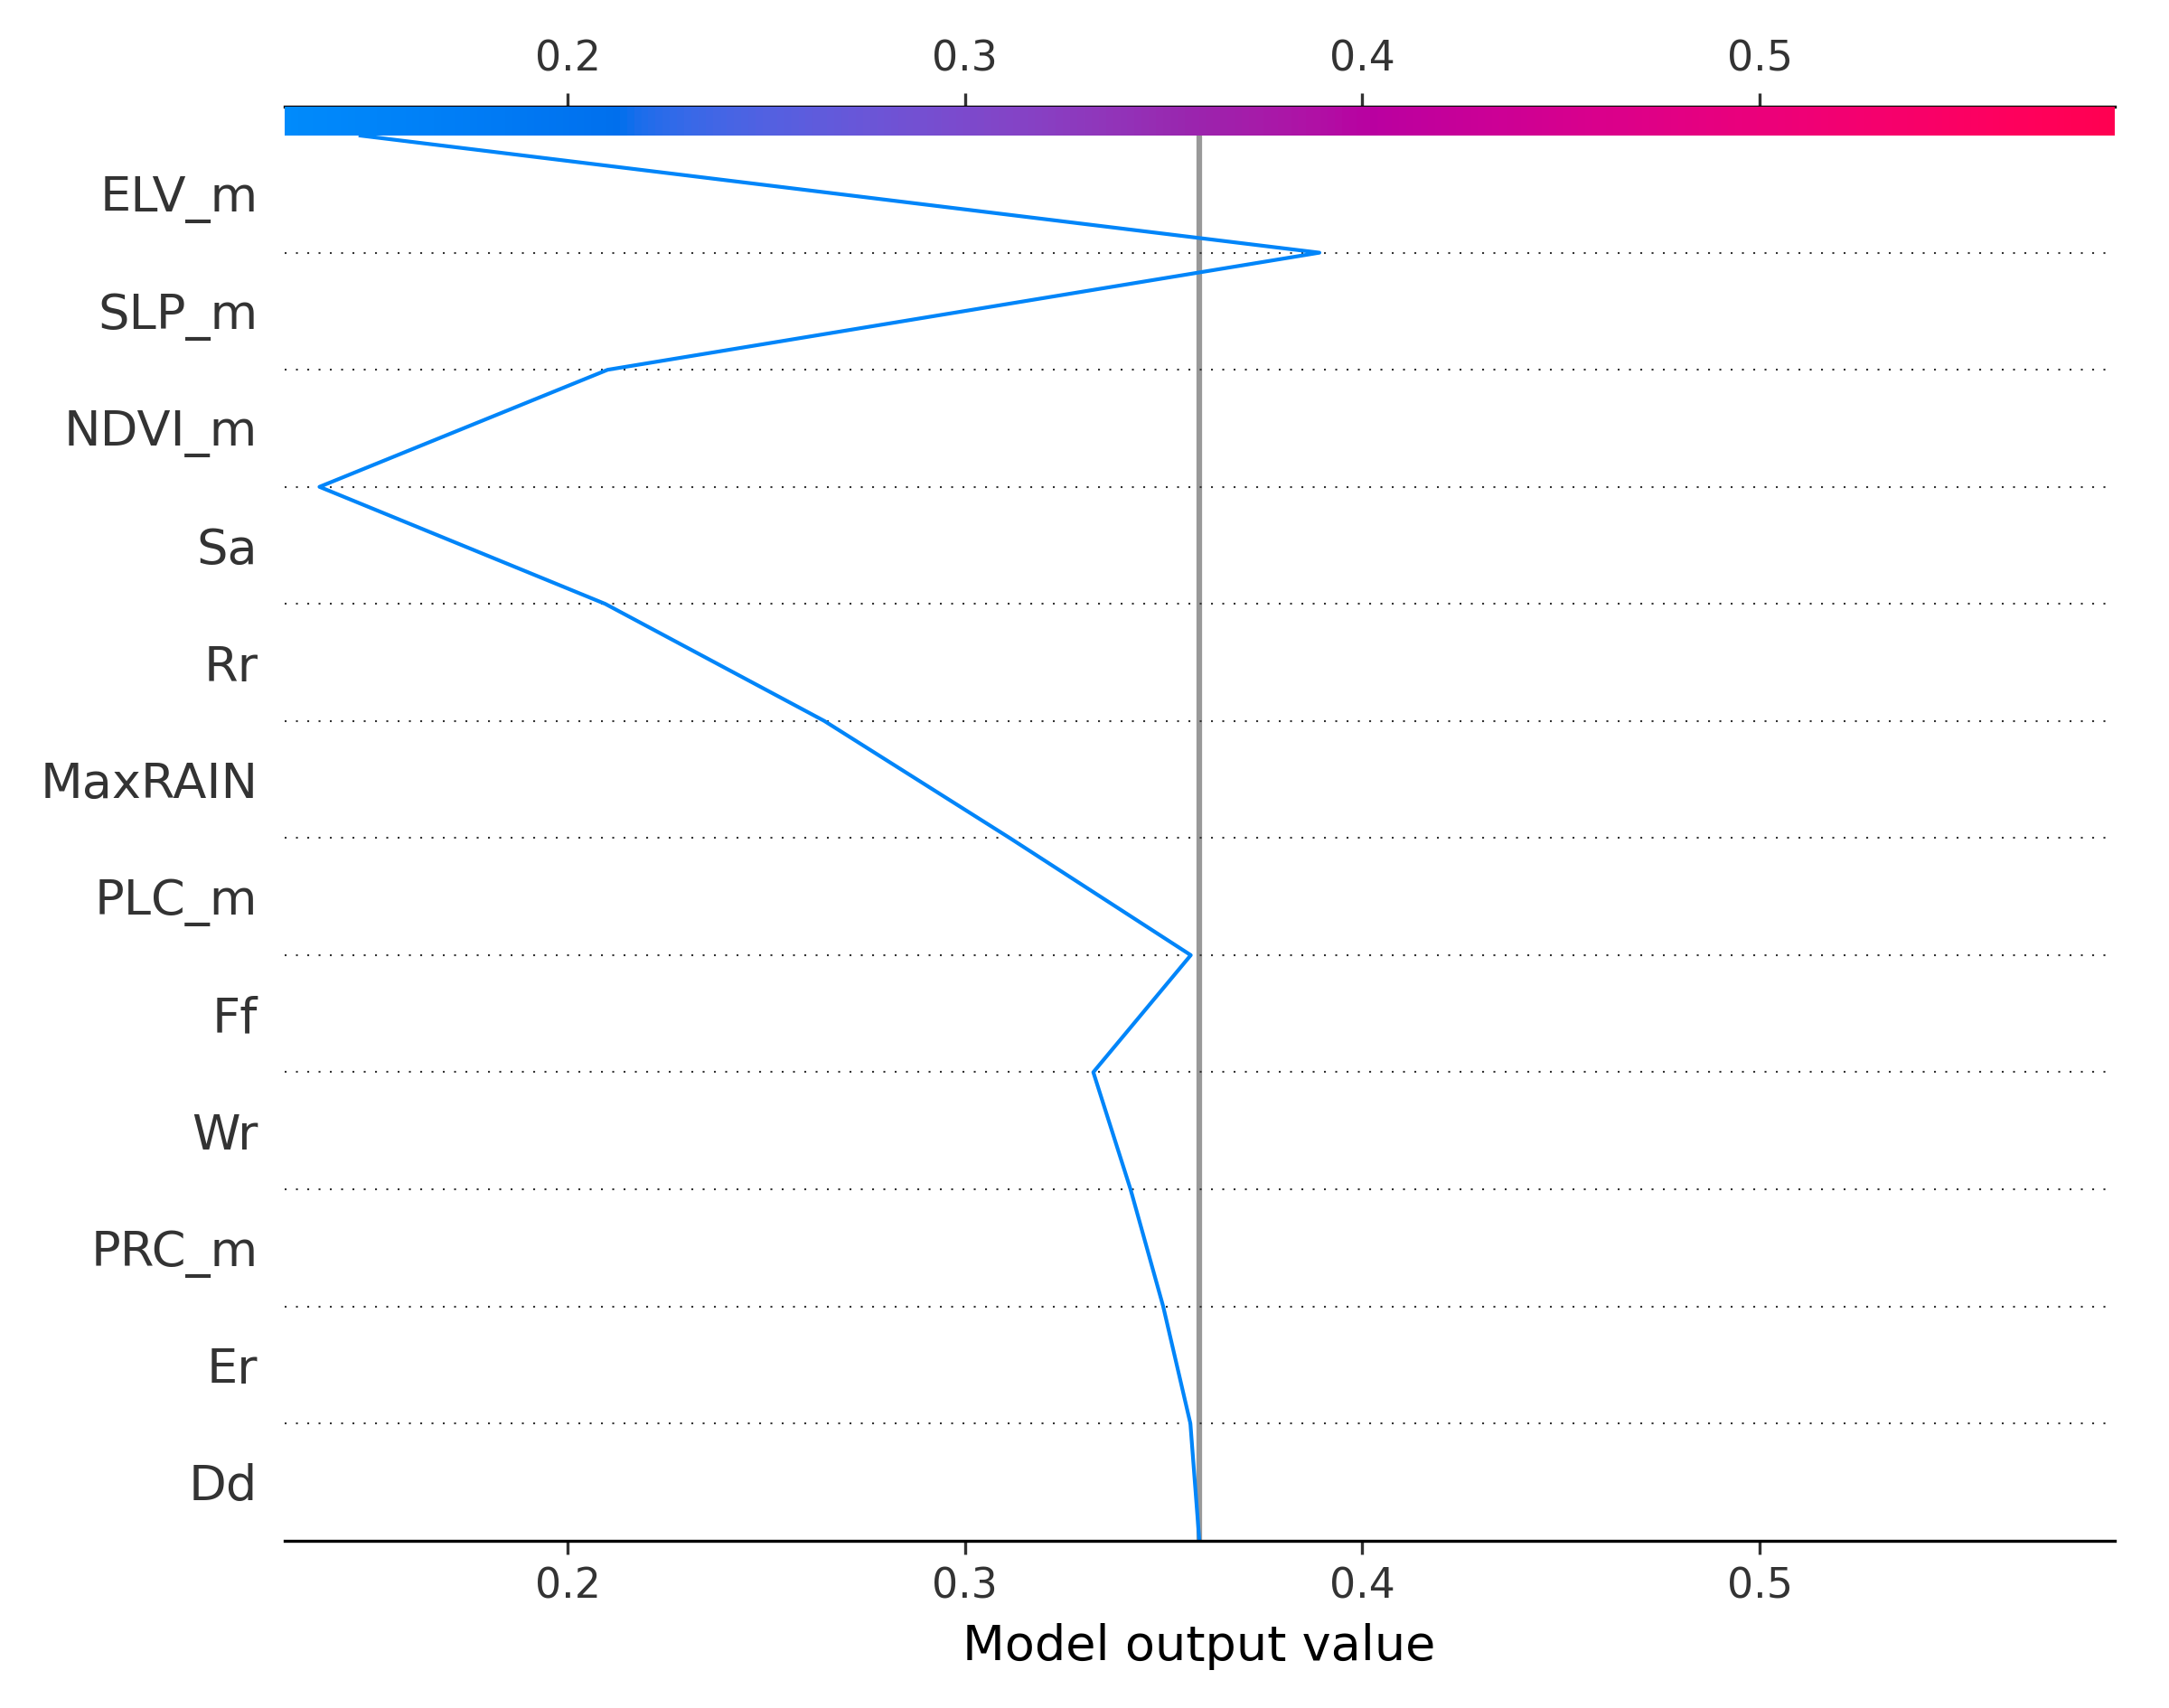 0.2 0.3 0.4 0.5
ELV_m
SLP_m
NDVI_m
Sa
Rr
MaxRAIN
PLC_m
Ff
Wr
PRC_m
Er
Dd
0.2 0.3 0.4 0.5
Model output value